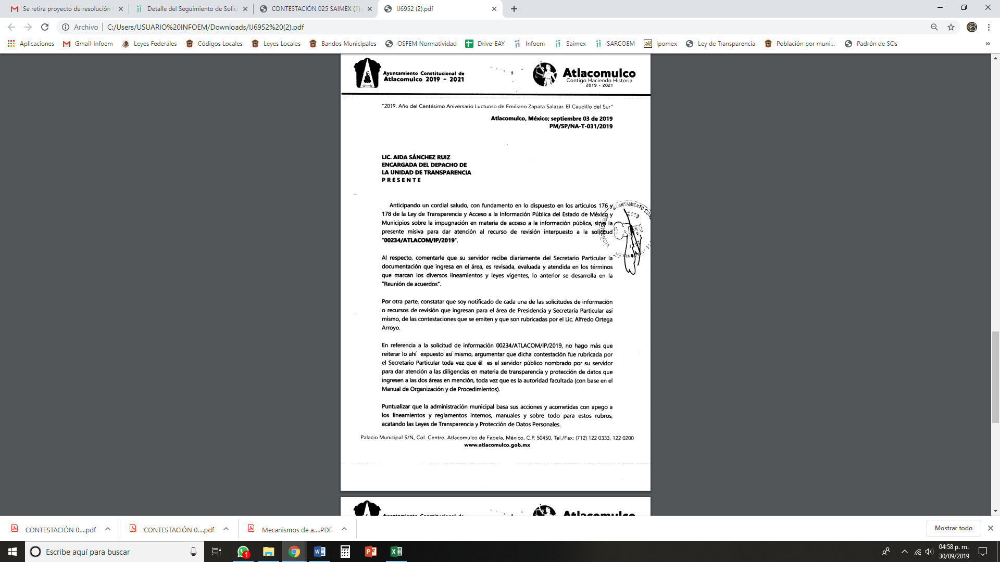 Se retira proyecto de resolución
Detalle del Seguimiento de Solici
CONTESTACIÓN 025 SAIMEX (1).
IJ6952 (2).pdf
Archivo
C:/Users/USUARIO%20INFOEM/Downloads/IJ6952%20(2).pdf
Aplicaciones
Gmail-Infoem
Leyes Federales
Códigos Locales
Leyes Locales
Bandos Municipales
OSFEM Normatividad
Drive-EAY
Infoem
Saimex
SARCOEM
Ipomex
Ley de Transparencia
Población por muni...
Padrón de SOs
»
Ayuntamiento Constitucional de
Atlacomulco 2019 - 2021
Atlacomulco
Contigo Haciendo Historia
2019 - 2021
"2019. Año del Centésimo Aniversario Luctuoso de Emiliano Zapata Salazar. El Caudillo del Sur"
Atlacomulco, México; septiembre 03 de 2019
PM/SP/NA-T-031/2019
LIC. AIDA SÁNCHEZ RUIZ
ENCARGADA DEL DEPACHO DE
LA UNIDAD DE TRANSPARENCIA
P R E S E N T E
Anticipando un cordial saludo, con fundamento en lo dispuesto en los artículos 176 y
178 de la Ley de Transparencia y Acceso a la Información Pública del Estado de México y
Municipios sobre la impugnación en materia de acceso a la información pública, sirva la
presente misiva para dar atención al recurso de revisión interpuesto a la solicitud
"00234/ATLACOM/IP/2019".
Al respecto, comentarle que su servidor recibe diariamente del Secretario Particular la
documentación que ingresa en el área, es revisada, evaluada y atendida en los términos
que marcan los diversos lineamientos y leyes vigentes, lo anterior se desarrolla en la
"Reunión de acuerdos".
Por otra parte, constatar que soy notificado de cada una de las solicitudes de información
o recursos de revisión que ingresan para el área de Presidencia y Secretaría Particular así
mismo, de las contestaciones que se emiten y que son rubricadas por el Lic. Alfredo Ortega
Arroyo.
En referencia a la solicitud de información 00234/ATLACOM/IP/2019, no hago más que
reiterar lo ahí expuesto así mismo, argumentar que dicha contestación fue rubricada por
el Secretario Particular toda vez que él es el servidor público nombrado por su servidor
para dar atención a las diligencias en materia de transparencia y protección de datos que
ingresen a las dos áreas en mención, toda vez que es la autoridad facultada (con base en el
Manual de Organización y de Procedimientos).
Puntualizar que la administración municipal basa sus acciones y acometidas con apego a
los lineamientos y reglamentos internos, manuales y sobre todo para estos rubros,
acatando las Leyes de Transparencia y Protección de Datos Personales.
Palacio Municipal S/N, Col. Centro, Atlacomulco de Fabela, México, C.P. 50450, Tel./Fax: (712) 122 0333, 122 0200
www.atlacomulco.gob.mx
Ayuntamiento Constitucional de
Atlacomulco
CONTESTACIÓN 0....pdf
CONTESTACIÓN 0....pdf
Mecanismos de a....PDF
Mostrar todo
Escribe aquí para buscar
1
04:58 p. m.
30/09/2019